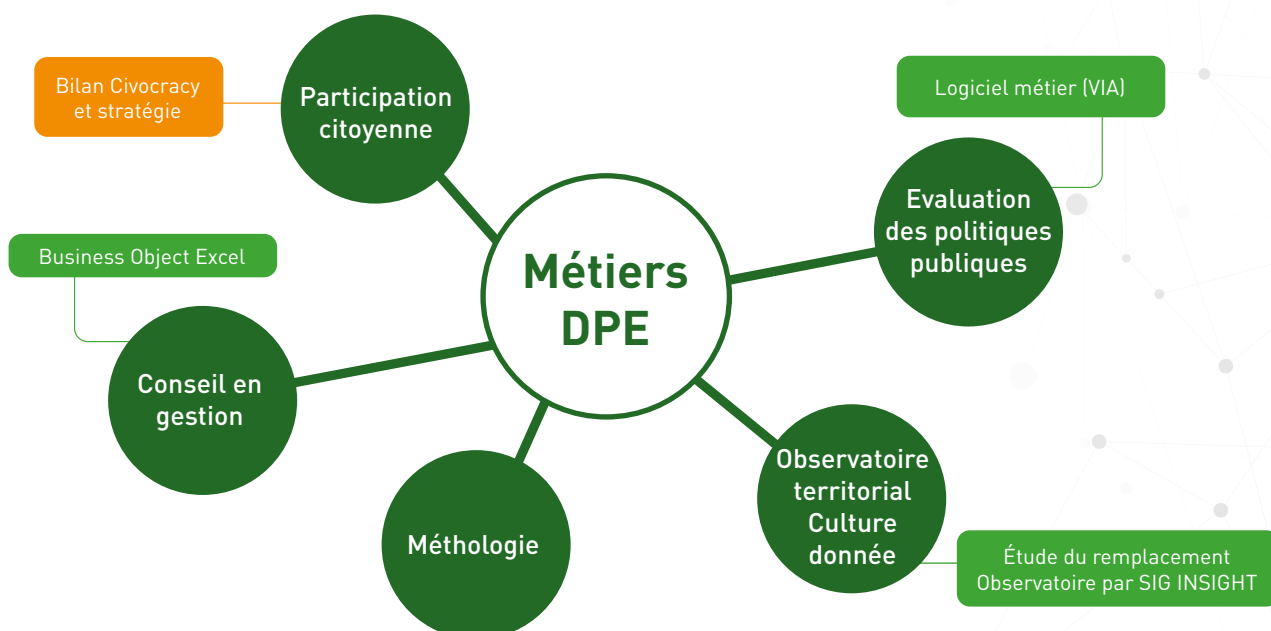 Bilan Civocracy
et stratégie
Participation
citoyenne
Logiciel métier (VIA)
Evaluation
des politiques
publiques
Business Object Excel
Métiers
DPE
Conseil en
gestion
Méthologie
Observatoire
territorial
Culture
donnée
Étude du remplacement
Observatoire par SIG INSIGHT